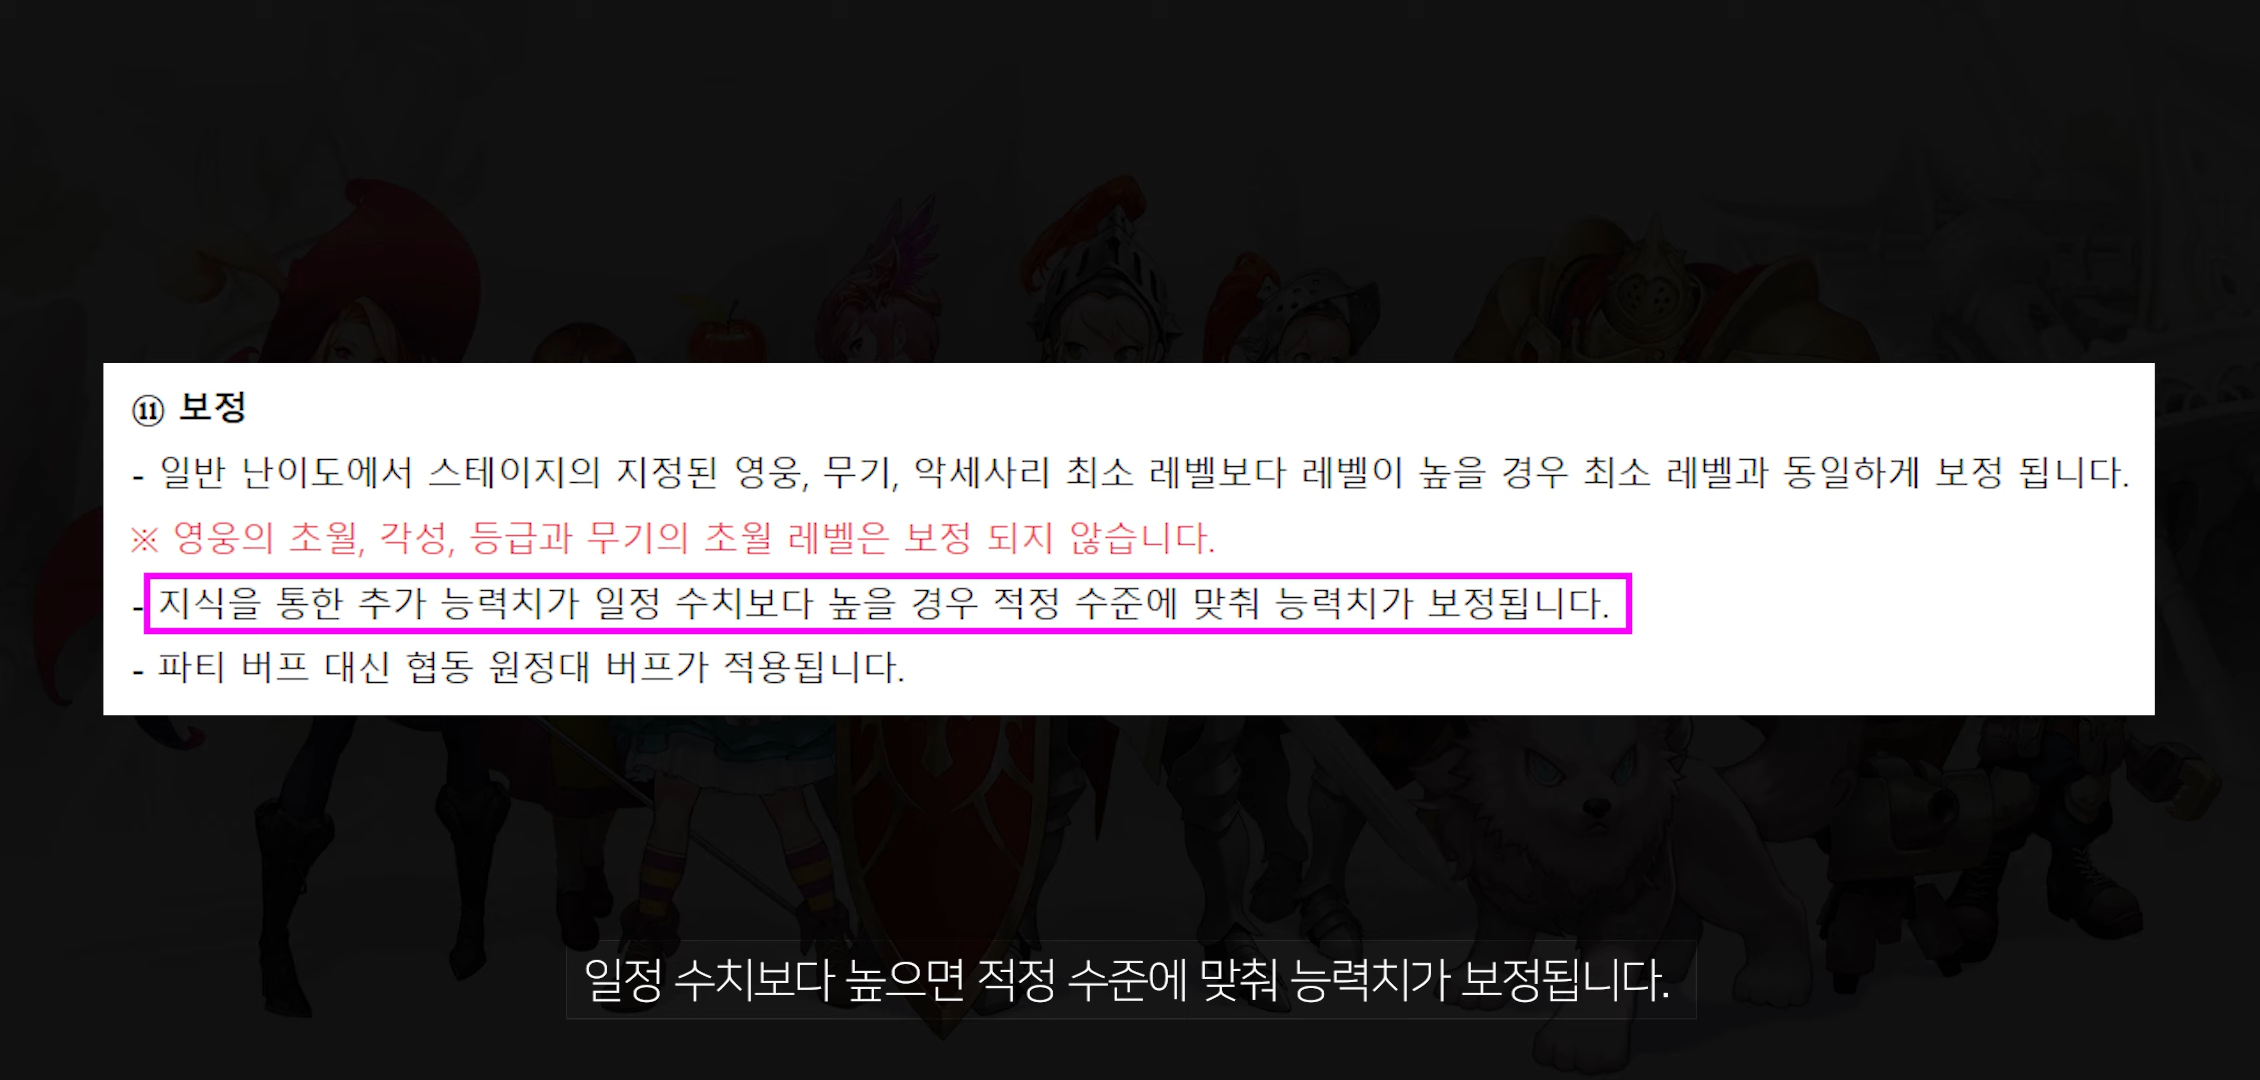 ⑪ 보정
- 일반 난이도에서 스테이지의 지정된 영웅, 무기, 악세사리 최소 레벨보다 레벨이 높을 경우 최소 레벨과 동일하게 보정 됩니다.
※ 영웅의 초월, 각성, 등급과 무기의 초월 레벨은 보정 되지 않습니다.
- 지식을 통한 추가 능력치가 일정 수치보다 높을 경우 적정 수준에 맞춰 능력치가 보정됩니다.
- 파티 버프 대신 협동 원정대 버프가 적용됩니다.
일정 수치보다 높으면 적정 수준에 맞춰 능력치가 보정됩니다.